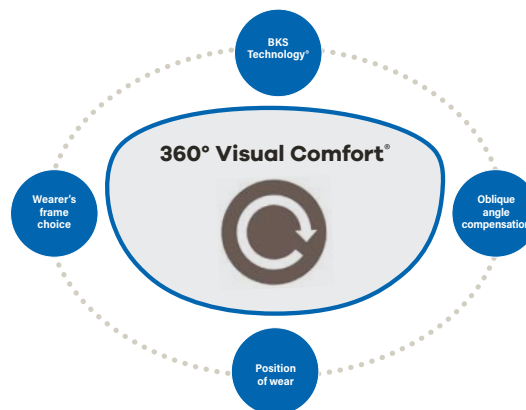 BKS
Technology®
360° Visual Comfort®
Wearer's
frame
choice
Oblique
angle
compensation
Position
of wear